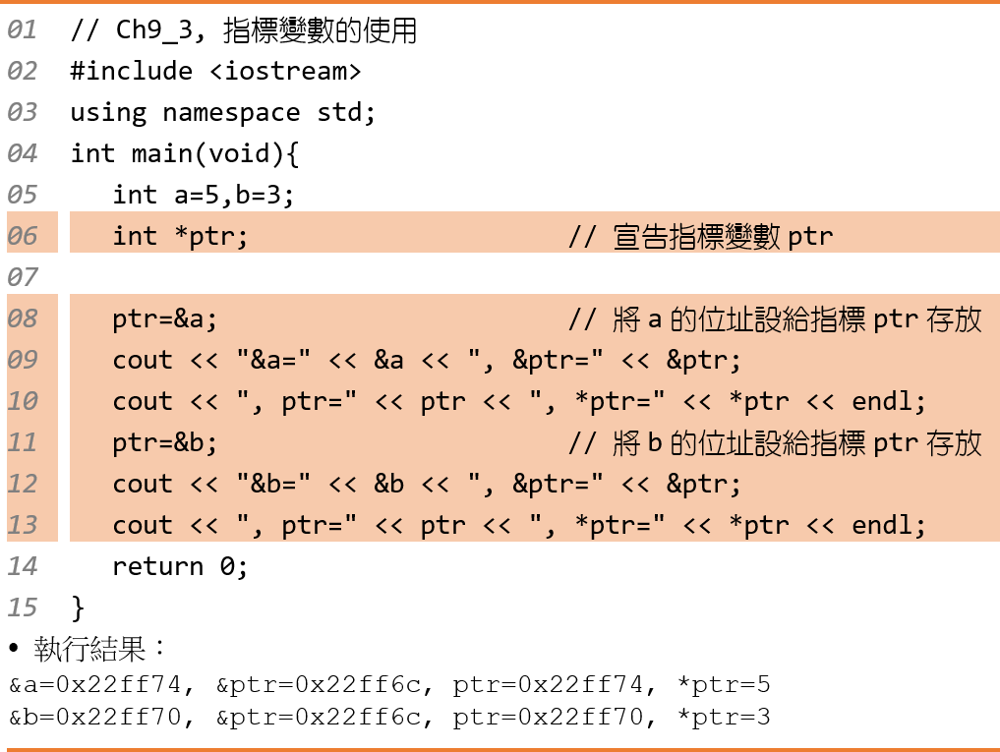 01 // Ch9_3, 指標變數的使用
02 #include <iostream>
03 using namespace std;
04 int main(void){
05 int a=5,b=3;
06 int *ptr; // 宣告指標變數 ptr
07
08 ptr=&a; // 將 a 的位址設給指標 ptr 存放
09 cout << "&a=" << &a << ", &ptr=" << &ptr;
10 cout << ", ptr=" << ptr << ", *ptr=" << *ptr << endl;
11 ptr=&b; // 將 b 的位址設給指標 ptr 存放
12 cout << "&b=" << &b << ", &ptr=" << &ptr;
13 cout << ", ptr=" << ptr << ", *ptr=" << *ptr << endl;
14 return 0;
15 }
• 執行結果：
&a=0x22ff74, &ptr=0x22ff6c, ptr=0x22ff74, *ptr=5
&b=0x22ff70, &ptr=0x22ff6c, ptr=0x22ff70, *ptr=3